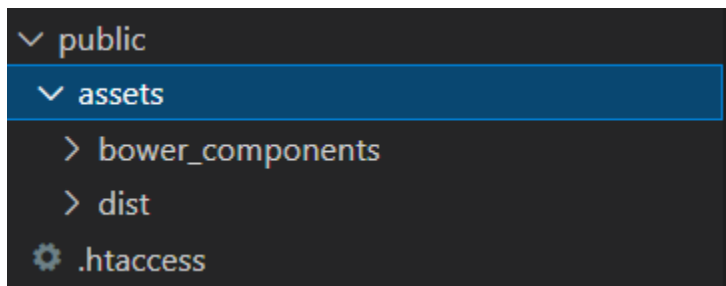 public
assets
bower_components
dist
.htaccess